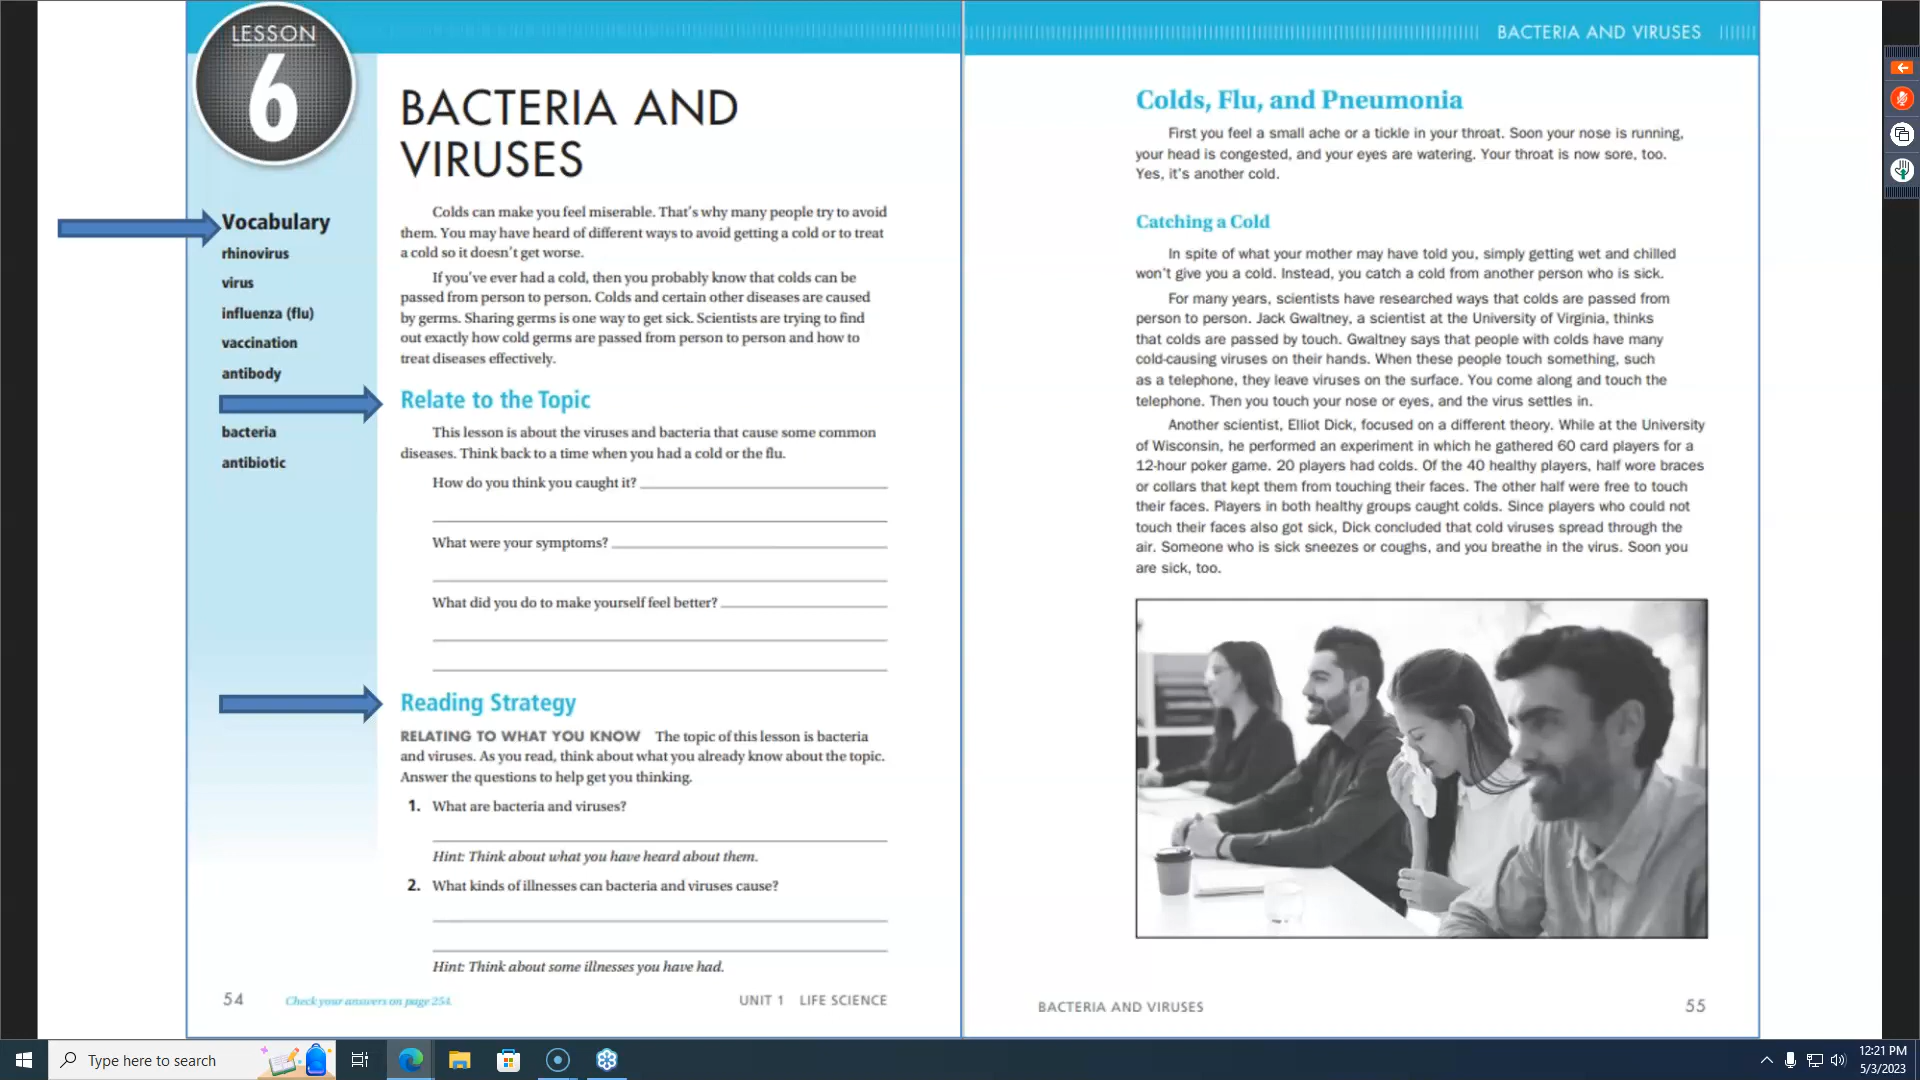 LESSON
6
BACTERIA AND
VIRUSES
Vocabulary
rhinovirus
virus
influenza (flu)
vaccination
antibody
bacteria
antibiotic
Colds can make you feel miserable. That's why many people try to avoid
them. You may have heard of different ways to avoid getting a cold or to treat
a cold so it doesn't get worse.
If you've ever had a cold, then you probably know that colds can be
passed from person to person. Colds and certain other diseases are caused
by germs. Sharing germs is one way to get sick. Scientists are trying to find
out exactly how cold germs are passed from person to person and how to
treat diseases effectively.
Relate to the Topic
This lesson is about the viruses and bacteria that cause some common
diseases. Think back to a time when you had a cold or the flu.
How do you think you caught it?
What were your symptoms?
What did you do to make yourself feel better?
Reading Strategy
RELATING TO WHAT YOU KNOW The topic of this lesson is bacteria
and viruses. As you read, think about what you already know about the topic.
Answer the questions to help get you thinking.
1. What are bacteria and viruses?
Hint: Think about what you have heard about them.
2. What kinds of illnesses can bacteria and viruses cause?
Hint: Think about some illnesses you have had.
54
Check your answers on page 254.
UNIT 1 LIFE SCIENCE
BACTERIA AND VIRUSES
Colds, Flu, and Pneumonia
First you feel a small ache or a tickle in your throat. Soon your nose is running,
your head is congested, and your eyes are watering. Your throat is now sore, too.
Yes, it's another cold.
Catching a Cold
In spite of what your mother may have told you, simply getting wet and chilled
won't give you a cold. Instead, you catch a cold from another person who is sick.
For many years, scientists have researched ways that colds are passed from
person to person. Jack Gwaltney, a scientist at the University of Virginia, thinks
that colds are passed by touch. Gwaltney says that people with colds have many
cold-causing viruses on their hands. When these people touch something, such
as a telephone, they leave viruses on the surface. You come along and touch the
telephone. Then you touch your nose or eyes, and the virus settles in.
Another scientist, Elliot Dick, focused on a different theory. While at the University
of Wisconsin, he performed an experiment in which he gathered 60 card players for a
12-hour poker game. 20 players had colds. Of the 40 healthy players, half wore braces
or collars that kept them from touching their faces. The other half were free to touch
their faces. Players in both healthy groups caught colds. Since players who could not
touch their faces also got sick, Dick concluded that cold viruses spread through the
air. Someone who is sick sneezes or coughs, and you breathe in the virus. Soon you
are sick, too.
BACTERIA AND VIRUSES
55
Type here to search
12:21 PM
5/3/2023